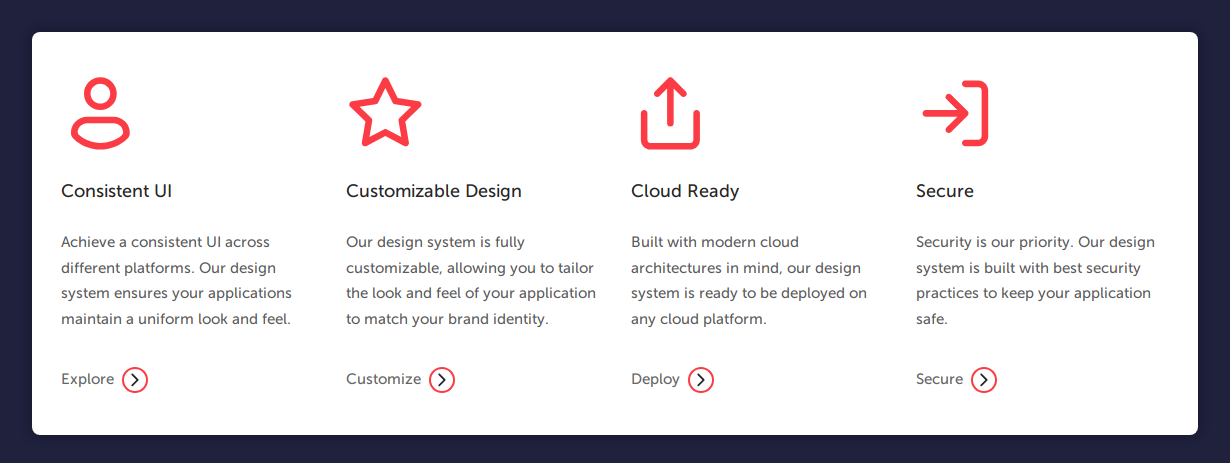 Consistent UI
Achieve a consistent UI across
different platforms. Our design
system ensures your applications
maintain a uniform look and feel.
Explore
Customizable Design
Our design system is fully
customizable, allowing you to tailor
the look and feel of your application
to match your brand identity.
Customize
Cloud Ready
Built with modern cloud
architectures in mind, our design
system is ready to be deployed on
any cloud platform.
Deploy
Secure
Security is our priority. Our design
system is built with best security
practices to keep your application
safe.
Secure